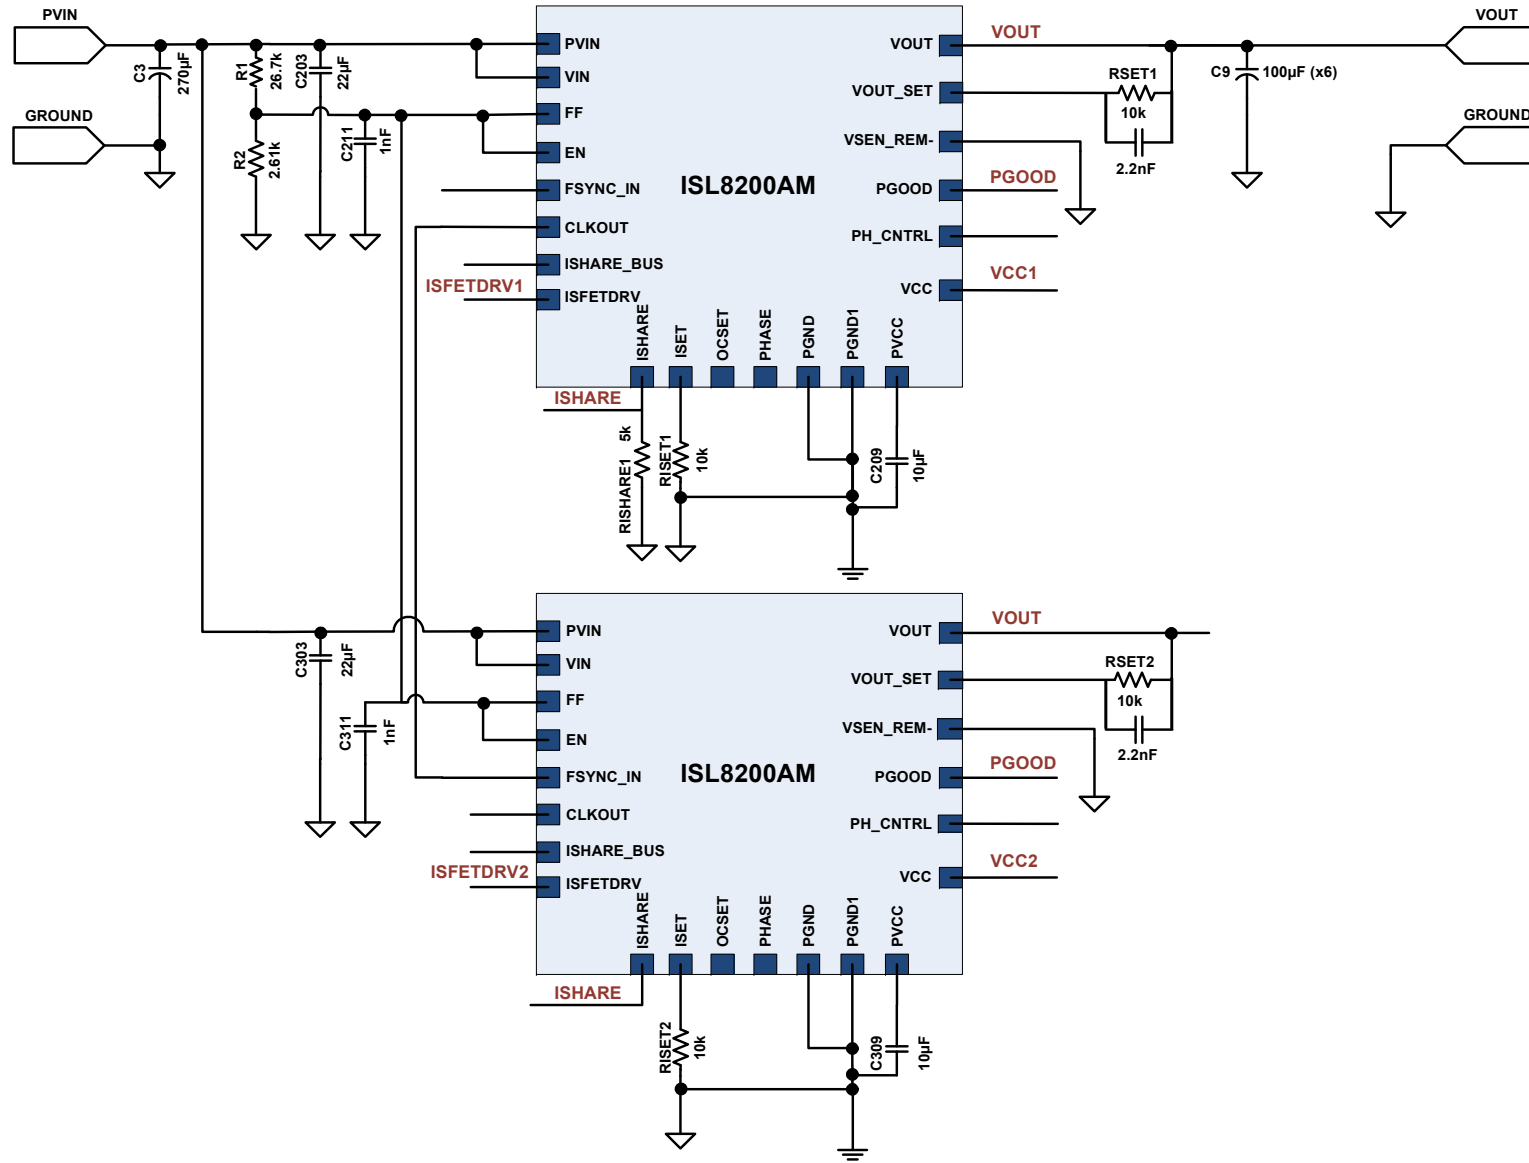 PVIN
GROUND
C3
270µF
R1
26.7k
C203
22µF
R2
2.61k
C211
1nF
PVIN
VIN
FF
EN
FSYNC_IN
CLKOUT
ISHARE_BUS
ISFETDRV
ISFETDRV1
ISL8200AM
VOUT
VOUT_SET
VSEN_REM-
PGOOD
PH_CNTRL
VCC
ISHARE
ISET
OCSET
PHASE
PGND
PGND1
PVCC
VOUT
PGOOD
VCC1
RSET1
10k
2.2nF
C9
100µF (x6)
VOUT
GROUND
ISHARE
RISHARE1
5k
RISET1
10k
C209
10µF
C303
22µF
C311
1nF
PVIN
VIN
FF
EN
FSYNC_IN
CLKOUT
ISHARE_BUS
ISFETDRV
ISFETDRV2
ISL8200AM
VOUT
VOUT_SET
VSEN_REM-
PGOOD
PH_CNTRL
VCC
ISHARE
ISET
OCSET
PHASE
PGND
PGND1
PVCC
VOUT
PGOOD
VCC2
RSET2
10k
2.2nF
ISHARE
RISET2
10k
C309
10µF